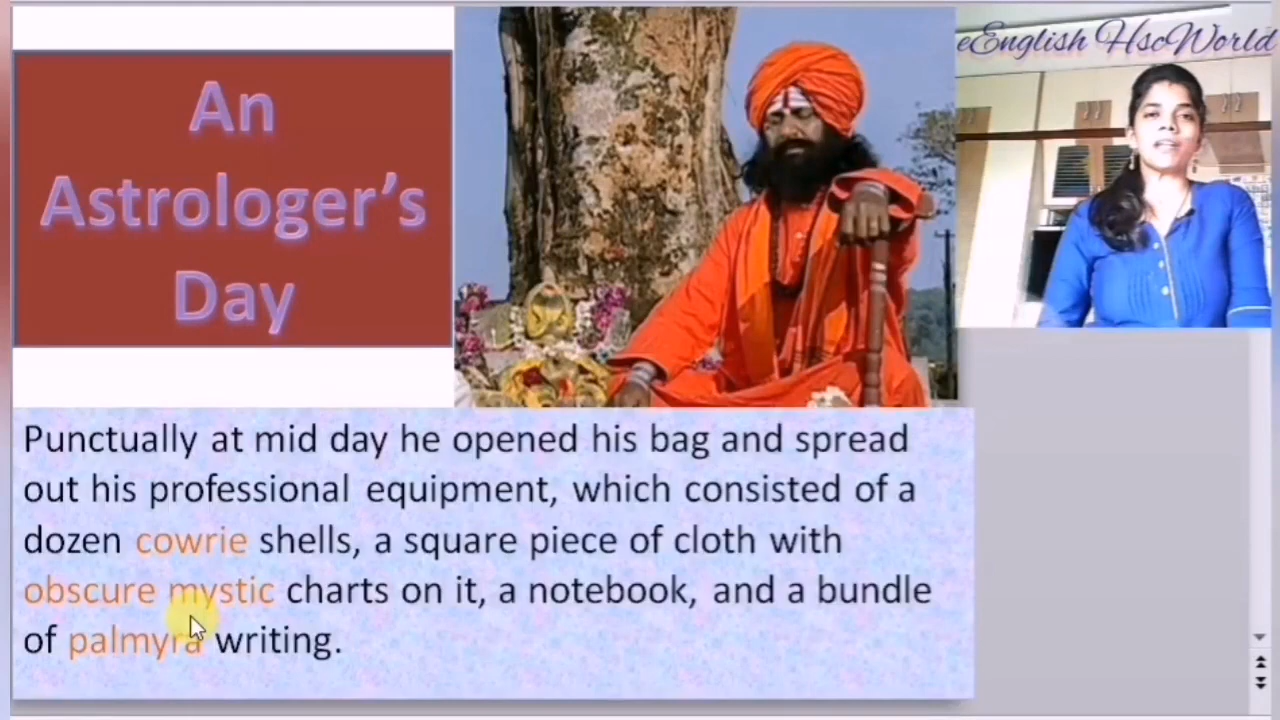 An
Astrologer's
Day
eEnglish HscWorld
Punctually at mid day he opened his bag and spread
out his professional equipment, which consisted of a
dozen cowrie shells, a square piece of cloth with
obscure mystic charts on it, a notebook, and a bundle
of palmyra writing.